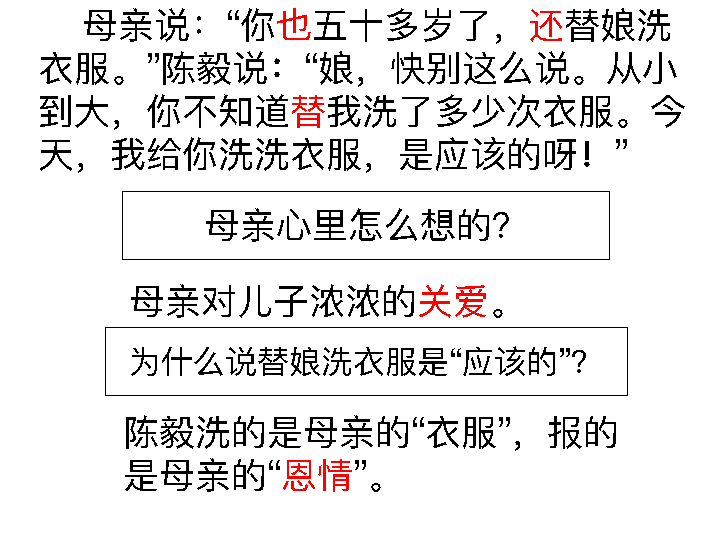 母亲说：“你也五十多岁了，还替娘洗
衣服。”陈毅说：“娘，快别这么说。从小
到大，你不知道替我洗了多少次衣服。今
天，我给你洗洗衣服，是应该的呀！”
母亲心里怎么想的？
母亲对儿子浓浓的关爱。
为什么说替娘洗衣服是“应该的”？
陈毅洗的是母亲的“衣服”，报的
是母亲的“恩情”。